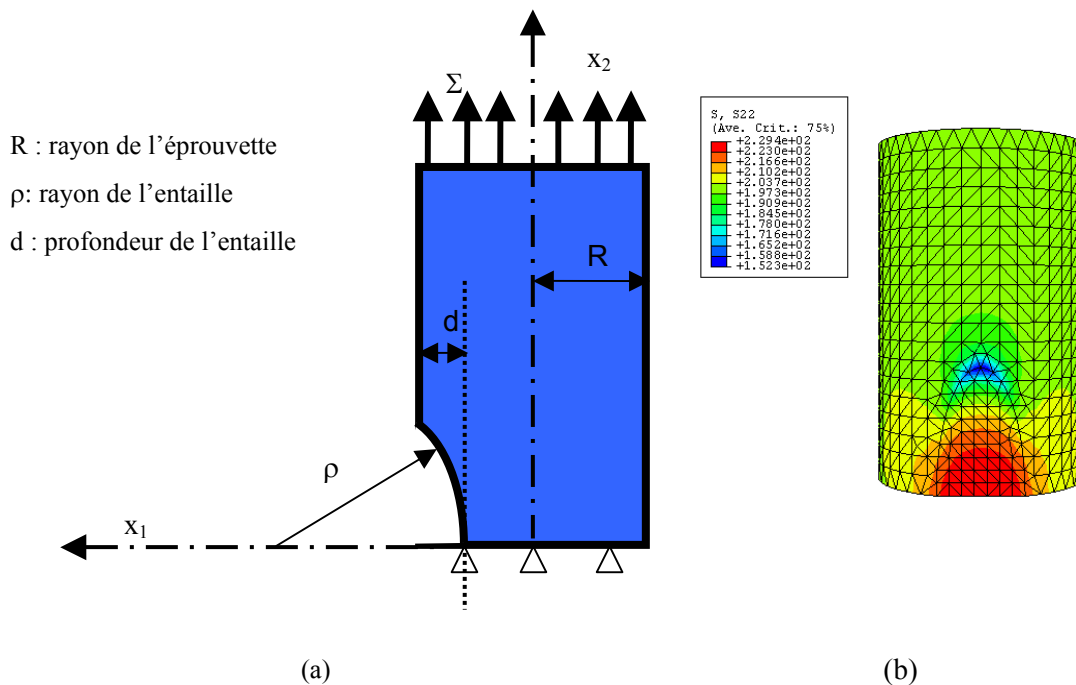 x₂
Σ
R : rayon de l’éprouvette
ρ: rayon de l’entaille
d : profondeur de l’entaille
R
d
ρ
x₁
(a)
S, S22
(Ave. Crit.: 75%)
+2.294e+02
+2.230e+02
+2.166e+02
+2.102e+02
+2.037e+02
+1.973e+02
+1.909e+02
+1.845e+02
+1.780e+02
+1.716e+02
+1.652e+02
+1.588e+02
+1.523e+02
(b)